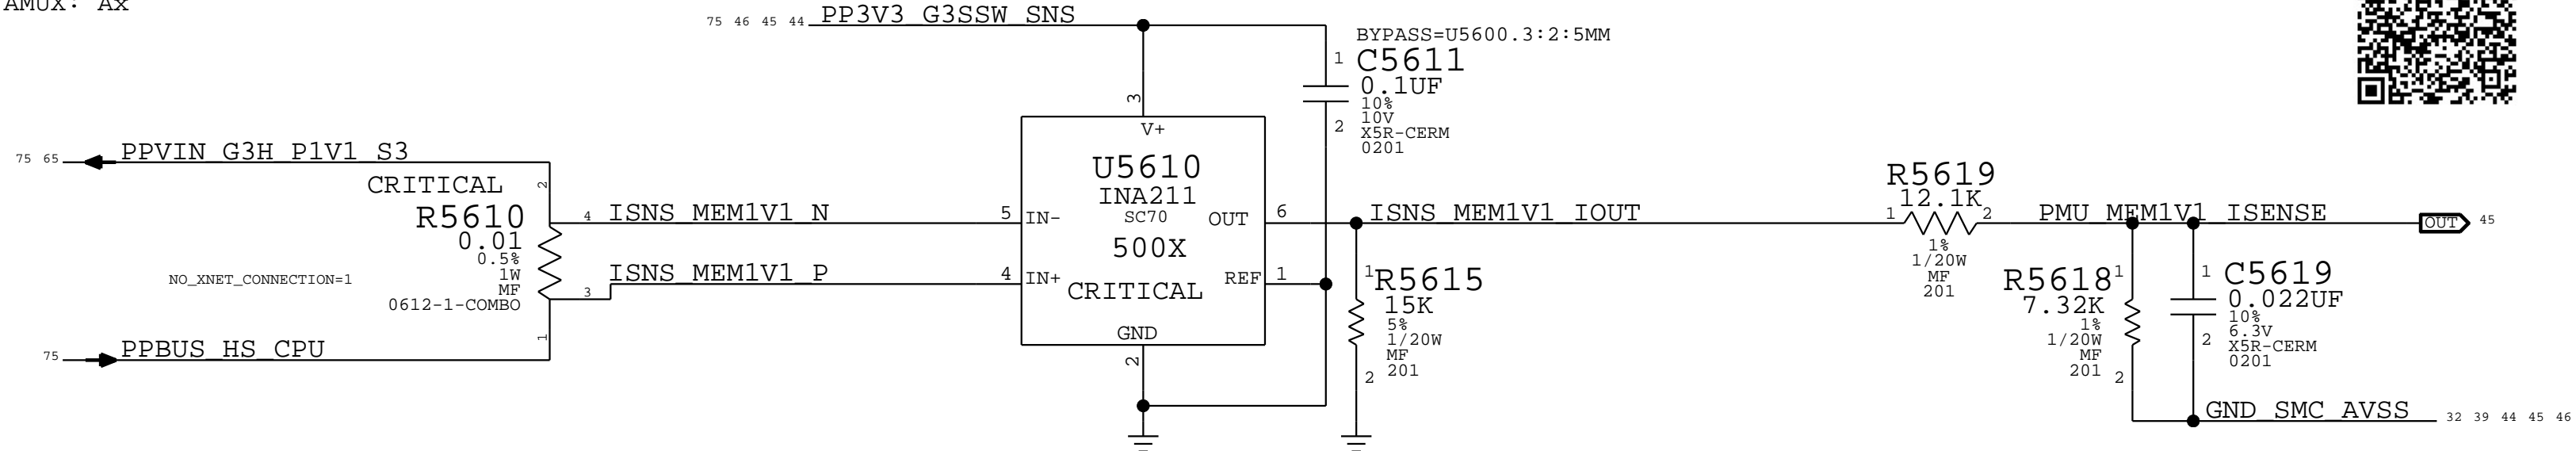 AMUX: Ax
75 46 45 44 PP3V3_G3SSW_SNS
BYPASS=U5600.3:2:5MM
1 C5611
0.1UF
10%
10V
2 X5R-CERM
0201
3
V+
75 65 PPVIN_G3H_P1V1_S3
CRITICAL 2
R5610
0.01
0.5%
1W
MF
0612-1-COMBO
NO_XNET_CONNECTION=1
4 ISNS_MEM1V1_N
3 ISNS_MEM1V1_P
1
75 PPBUS_HS_CPU
U5610
INA211
SC70
500X
CRITICAL
5 IN-
4 IN+
OUT 6
REF 1
GND
2
ISNS_MEM1V1_IOUT
1 R5615
15K
5%
1/20W
MF
201
2
R5619
12.1K
1 2
1%
1/20W
MF
201
PMU_MEM1V1_ISENSE
OUT 45
R5618 1
7.32K
1%
1/20W
MF
201 2
1 C5619
0.022UF
10%
6.3V
2 X5R-CERM
0201
GND_SMC_AVSS 32 39 44 45 46